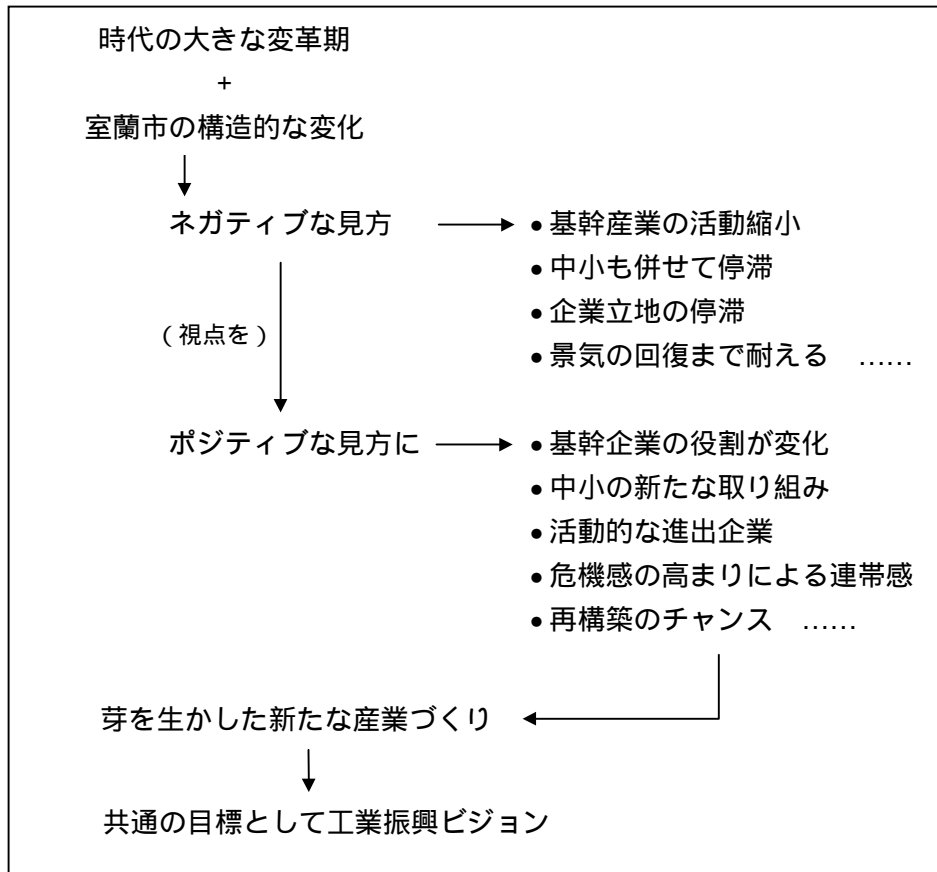 時代の大きな変革期
+
室蘭市の構造的な変化
ネガティブな見方
• 基幹産業の活動縮小
• 中小も併せて停滞
• 企業立地の停滞
• 景気の回復まで耐える ……
(視点を)
ポジティブな見方に
• 基幹企業の役割が変化
• 中小の新たな取り組み
• 活動的な進出企業
• 危機感の高まりによる連帯感
• 再構築のチャンス ……
芽を生かした新たな産業づくり
共通の目標として工業振興ビジョン